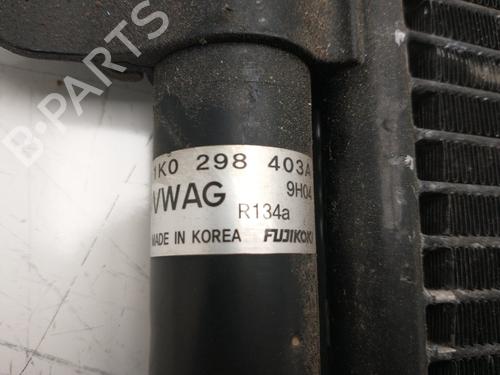 B-PARTS
1K0 298 403A
VWAG 9H04
R134a
MADE IN KOREA FUJIKOKI